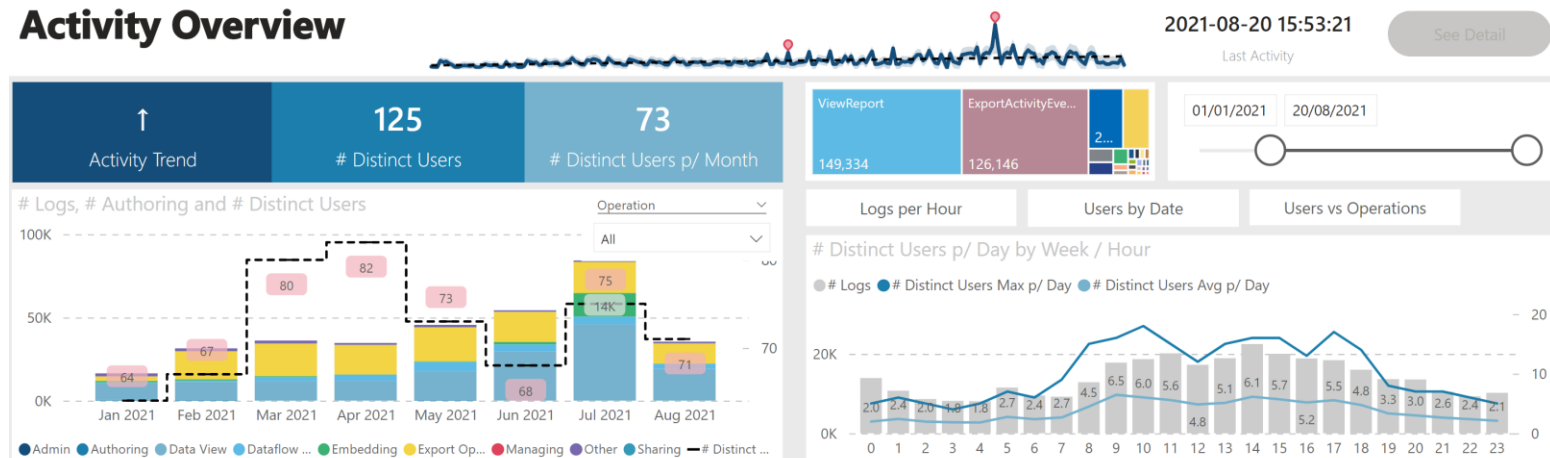 Activity Overview
2021-08-20 15:53:21
Last Activity
See Detail
↑
Activity Trend
125
# Distinct Users
73
# Distinct Users p/ Month
ViewReport
149,334
ExportActivityEve...
126,146
2...
01/01/2021 20/08/2021
# Logs, # Authoring and # Distinct Users
Operation
All
100K
50K
0K
70
64
67
80
82
73
68
75
14K
71
Jan 2021 Feb 2021 Mar 2021 Apr 2021 May 2021 Jun 2021 Jul 2021 Aug 2021
Admin Authoring Data View Dataflow ... Embedding Export Op... Managing Other Sharing # Distinct ...
Logs per Hour
Users by Date
Users vs Operations
# Distinct Users p/ Day by Week / Hour
# Logs # Distinct Users Max p/ Day # Distinct Users Avg p/ Day
20K
0K
20
10
0
2.0 2.4 2.0 1.8 1.8 2.7 2.4 2.7 4.5 6.5 6.0 5.6 4.8 5.1 6.1 5.7 5.2 5.5 4.8 3.3 3.0 2.6 2.4 2.1
0 1 2 3 4 5 6 7 8 9 10 11 12 13 14 15 16 17 18 19 20 21 22 23